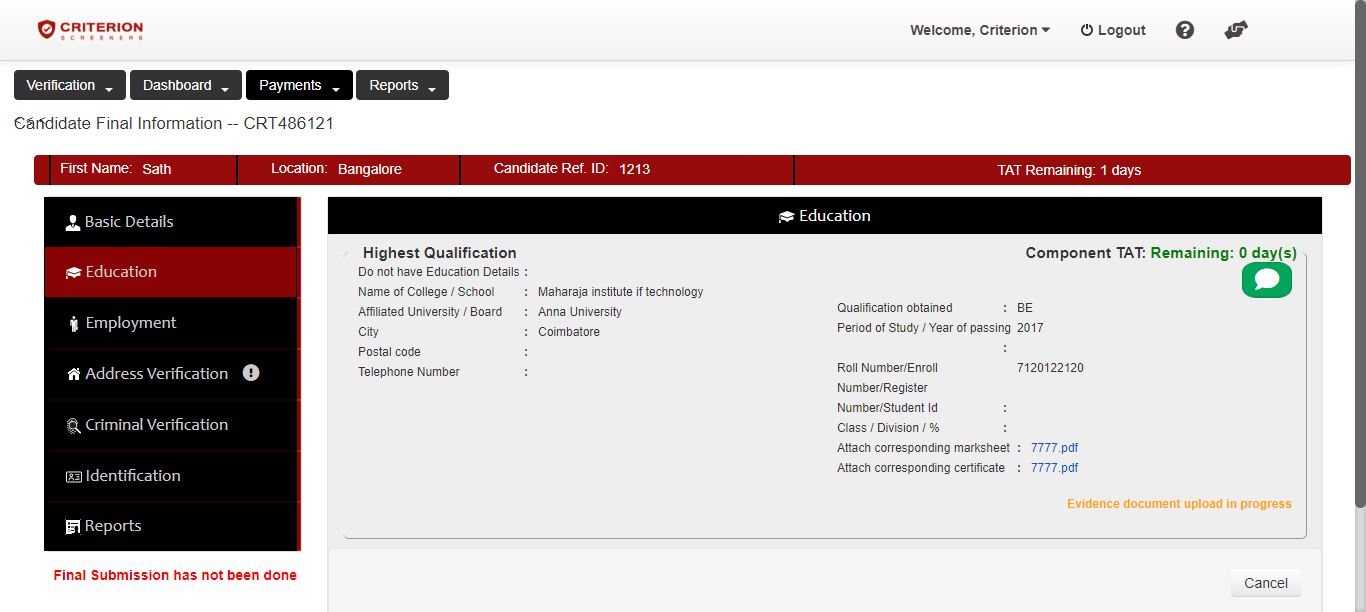 CRITERION
SCREENERS
Welcome, Criterion
Logout
Verification
Dashboard
Payments
Reports
Candidate Final Information -- CRT486121
First Name: Sath
Location: Bangalore
Candidate Ref. ID: 1213
TAT Remaining: 1 days
Basic Details
Education
Employment
Address Verification
Criminal Verification
Identification
Reports
Final Submission has not been done
Education
Highest Qualification
Component TAT: Remaining: 0 day(s)
Do not have Education Details :
Name of College / School : Maharaja institute if technology
Affiliated University / Board : Anna University
City : Coimbatore
Postal code :
Telephone Number :
Qualification obtained : BE
Period of Study / Year of passing 2017
:
Roll Number/Enroll 7120122120
Number/Register
Number/Student Id :
Class / Division / % :
Attach corresponding marksheet : 7777.pdf
Attach corresponding certificate : 7777.pdf
Evidence document upload in progress
Cancel